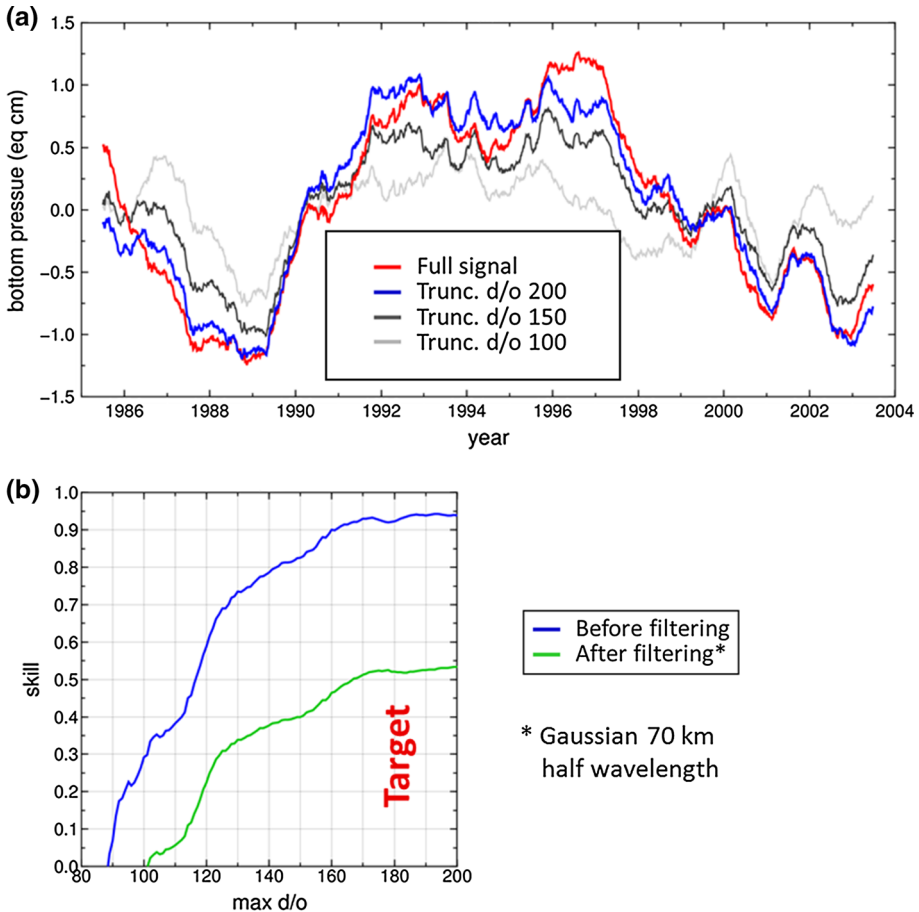 (a)
bottom pressue (eq cm)
1.5
1.0
0.5
0.0
−0.5
−1.0
−1.5
Full signal
Trunc. d/o 200
Trunc. d/o 150
Trunc. d/o 100
1986 1988 1990 1992 1994 1996 1998 2000 2002 2004
year
(b)
skill
1.0
0.9
0.8
0.7
0.6
0.5
0.4
0.3
0.2
0.1
0.0
Target
80 100 120 140 160 180 200
max d/o
Before filtering
After filtering*
* Gaussian 70 km
half wavelength